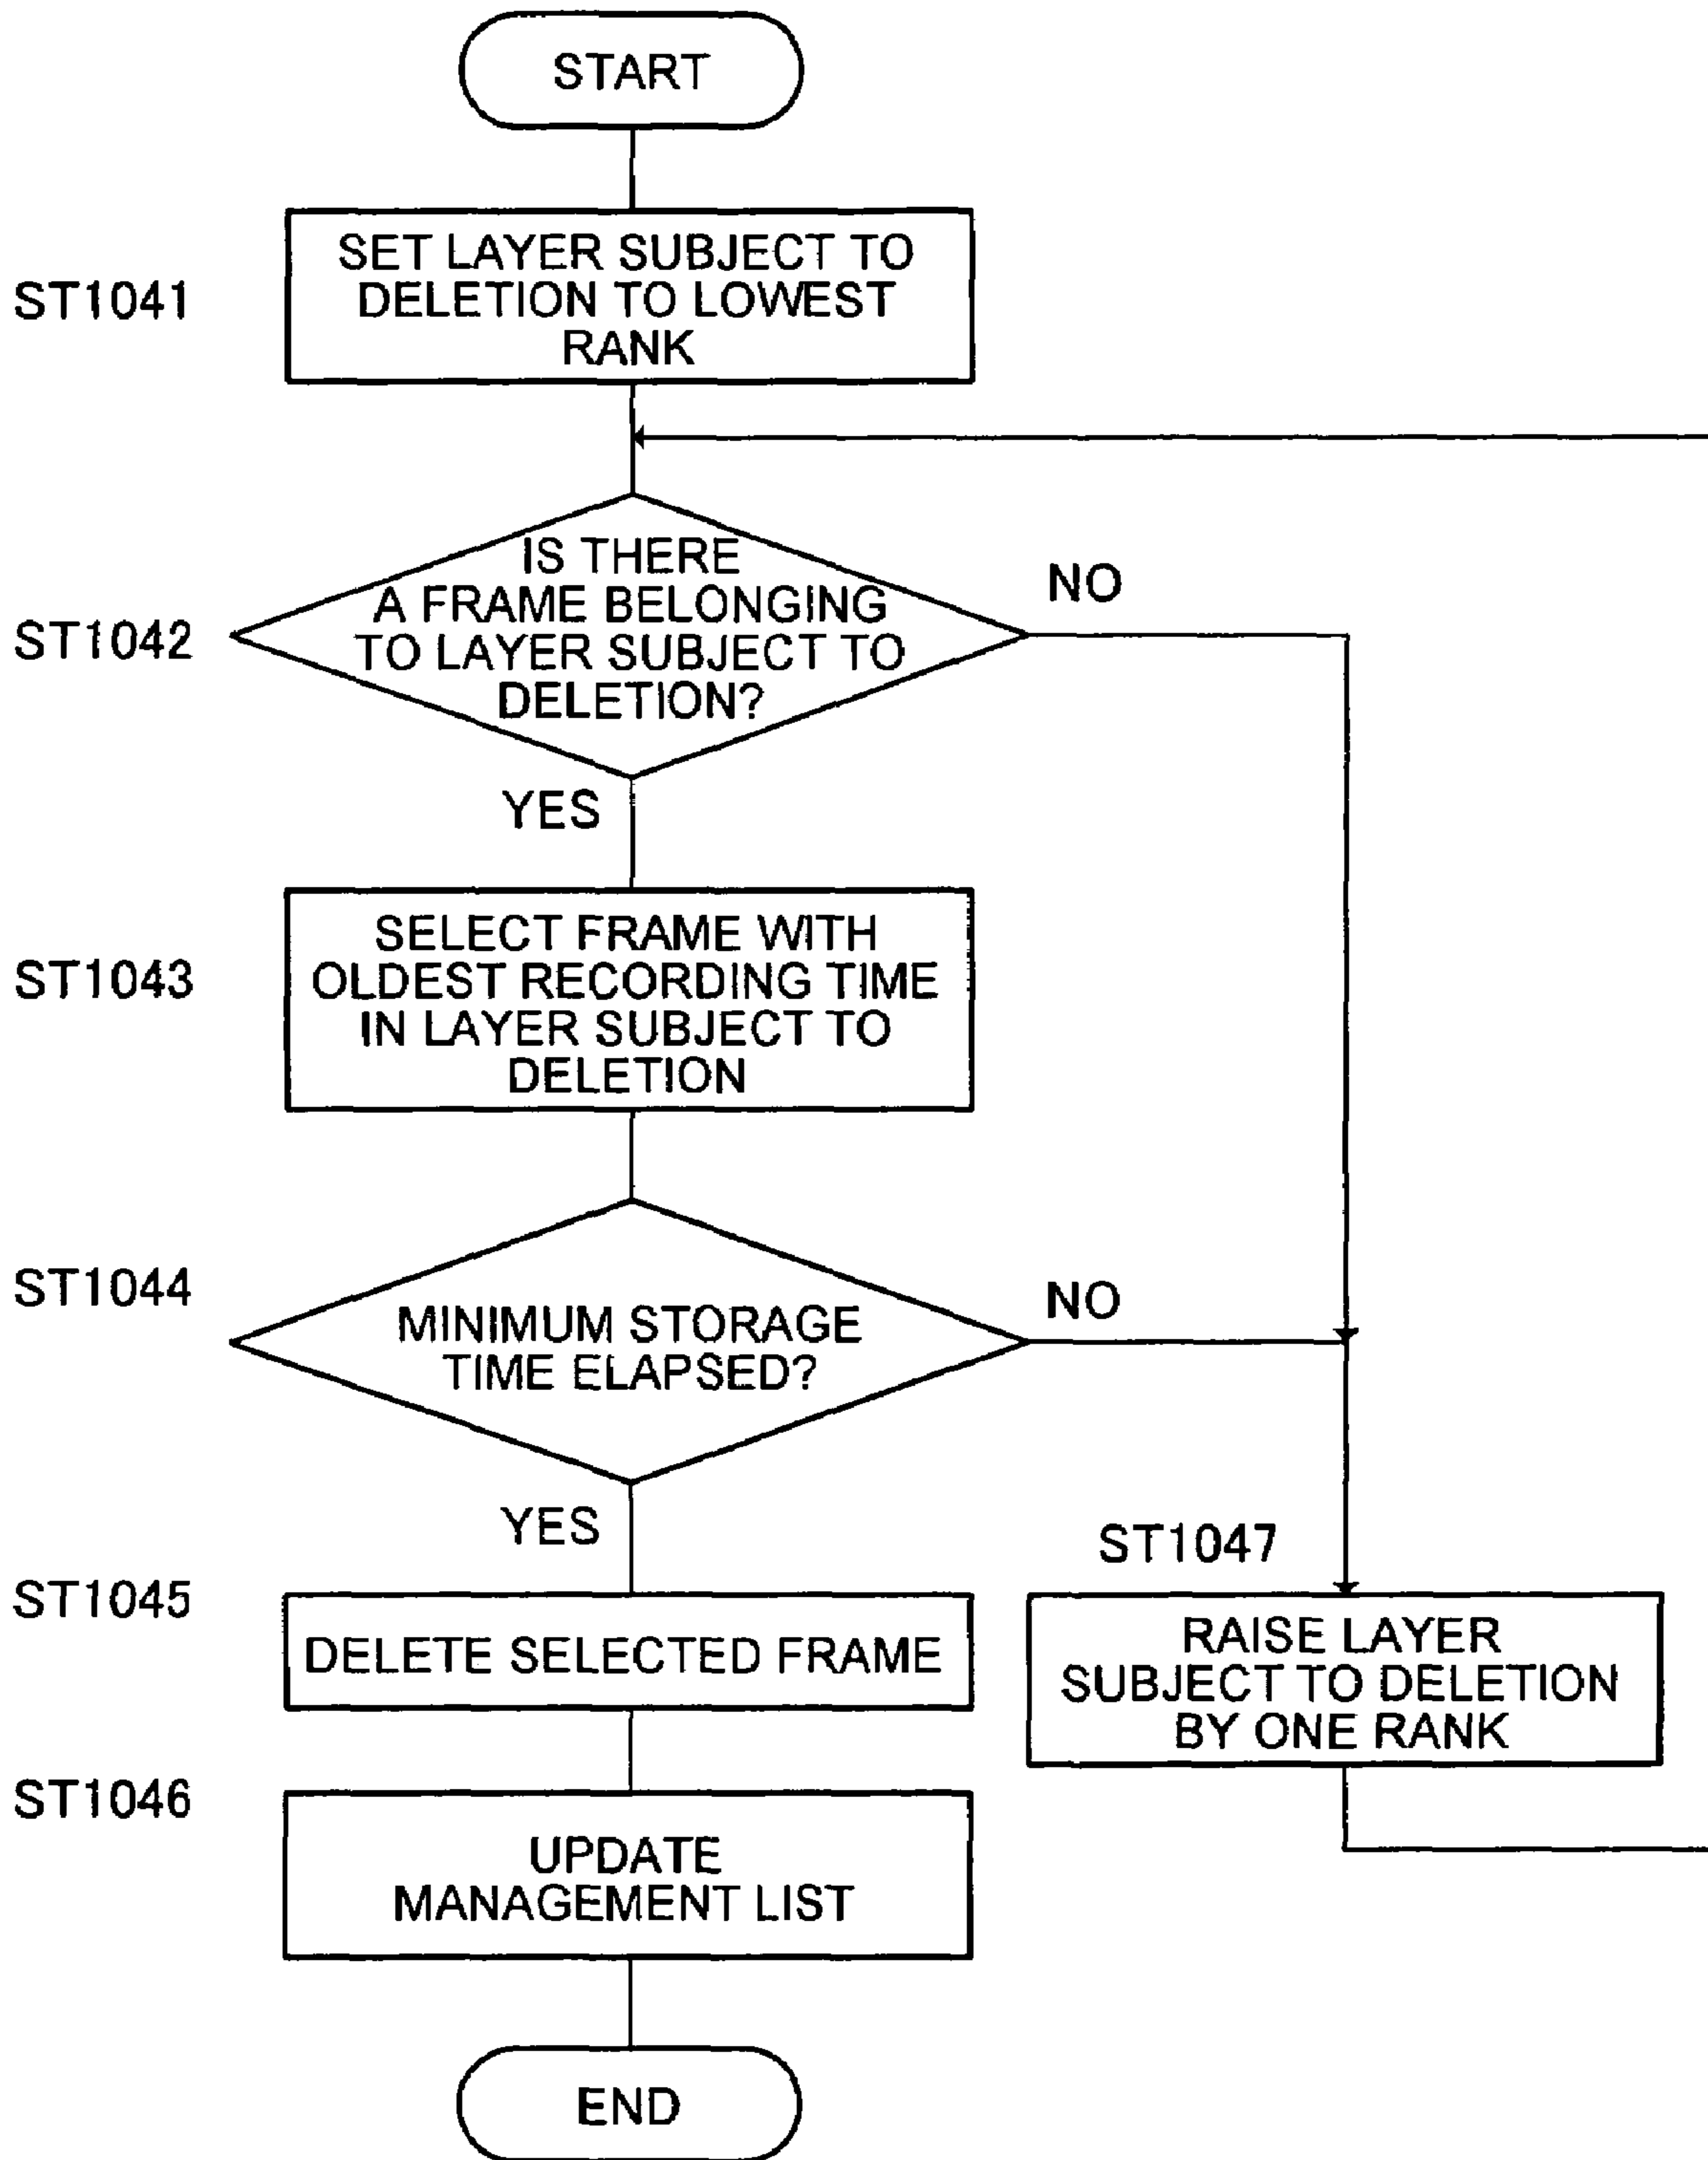 START
ST1041
SET LAYER SUBJECT TO
DELETION TO LOWEST
RANK
ST1042
IS THERE
A FRAME BELONGING
TO LAYER SUBJECT TO
DELETION?
NO
YES
ST1043
SELECT FRAME WITH
OLDEST RECORDING TIME
IN LAYER SUBJECT TO
DELETION
ST1044
MINIMUM STORAGE
TIME ELAPSED?
NO
YES
ST1045
DELETE SELECTED FRAME
ST1047
RAISE LAYER
SUBJECT TO DELETION
BY ONE RANK
ST1046
UPDATE
MANAGEMENT LIST
END